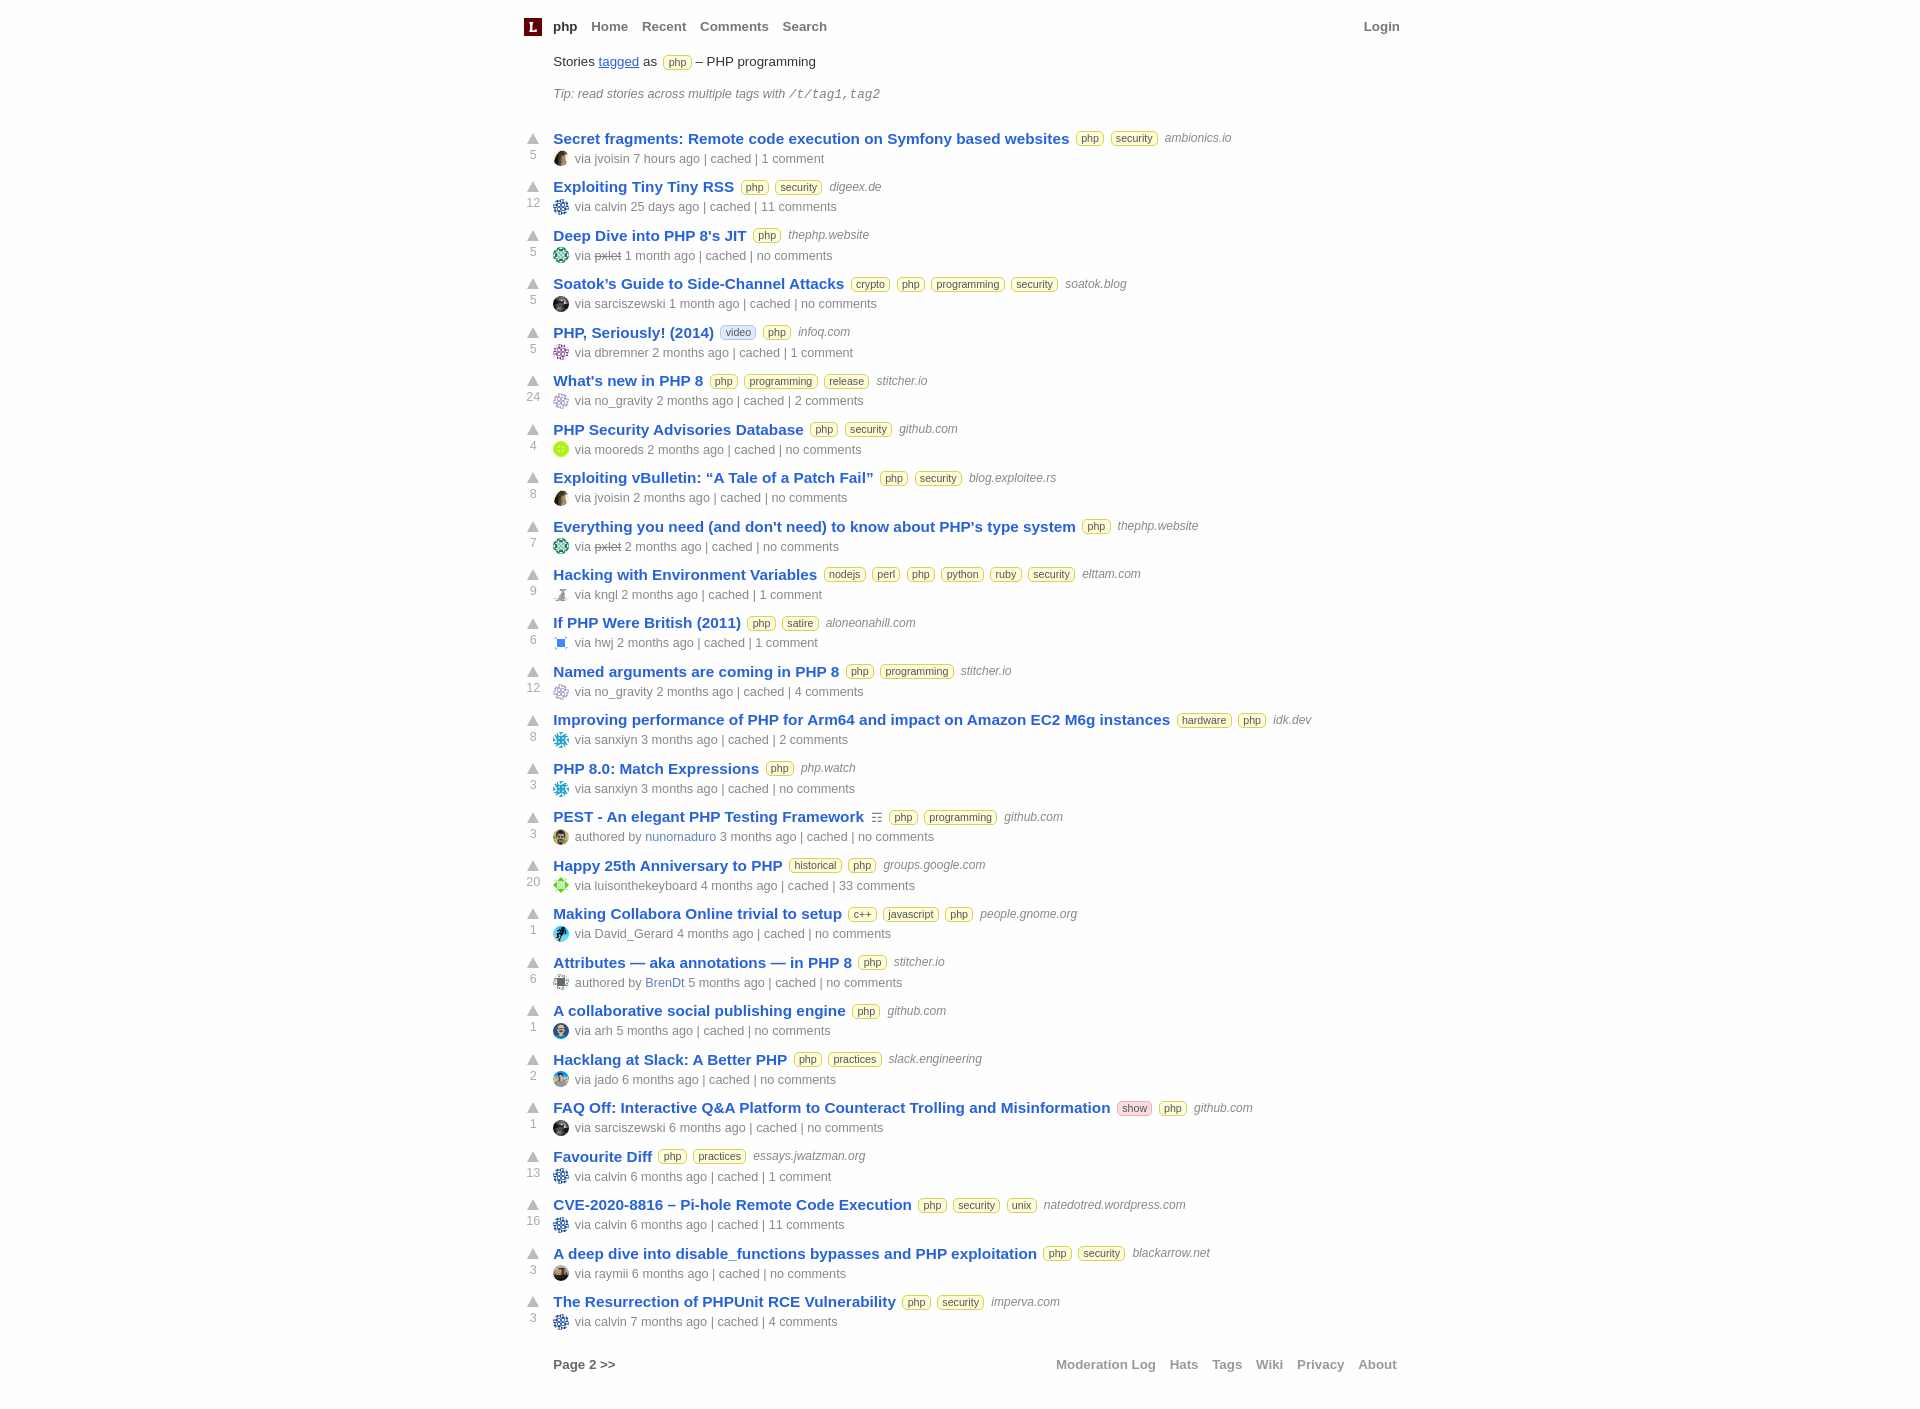 L php Home Recent Comments Search Login
Stories tagged as php – PHP programming
Tip: read stories across multiple tags with /t/tag1,tag2
Secret fragments: Remote code execution on Symfony based websites php security ambionics.io
5 via jvoisin 7 hours ago | cached | 1 comment
Exploiting Tiny Tiny RSS php security digeex.de
12 via calvin 25 days ago | cached | 11 comments
Deep Dive into PHP 8's JIT php thephp.website
5 via pxlet 1 month ago | cached | no comments
Soatok’s Guide to Side-Channel Attacks crypto php programming security soatok.blog
5 via sarciszewski 1 month ago | cached | no comments
PHP, Seriously! (2014) video php infoq.com
5 via dbremner 2 months ago | cached | 1 comment
What's new in PHP 8 php programming release stitcher.io
24 via no_gravity 2 months ago | cached | 2 comments
PHP Security Advisories Database php security github.com
4 via mooreds 2 months ago | cached | no comments
Exploiting vBulletin: “A Tale of a Patch Fail” php security blog.exploitee.rs
8 via jvoisin 2 months ago | cached | no comments
Everything you need (and don't need) to know about PHP's type system php thephp.website
7 via pxlet 2 months ago | cached | no comments
Hacking with Environment Variables nodejs perl php python ruby security elttam.com
9 via kngl 2 months ago | cached | 1 comment
If PHP Were British (2011) php satire aloneonahill.com
6 via hwj 2 months ago | cached | 1 comment
Named arguments are coming in PHP 8 php programming stitcher.io
12 via no_gravity 2 months ago | cached | 4 comments
Improving performance of PHP for Arm64 and impact on Amazon EC2 M6g instances hardware php idk.dev
8 via sanxiyn 3 months ago | cached | 2 comments
PHP 8.0: Match Expressions php php.watch
3 via sanxiyn 3 months ago | cached | no comments
PEST - An elegant PHP Testing Framework ☶ php programming github.com
3 authored by nunomaduro 3 months ago | cached | no comments
Happy 25th Anniversary to PHP historical php groups.google.com
20 via luisonthekeyboard 4 months ago | cached | 33 comments
Making Collabora Online trivial to setup c++ javascript php people.gnome.org
1 via David_Gerard 4 months ago | cached | no comments
Attributes — aka annotations — in PHP 8 php stitcher.io
6 authored by BrenDt 5 months ago | cached | no comments
A collaborative social publishing engine php github.com
1 via arh 5 months ago | cached | no comments
Hacklang at Slack: A Better PHP php practices slack.engineering
2 via jado 6 months ago | cached | no comments
FAQ Off: Interactive Q&A Platform to Counteract Trolling and Misinformation show php github.com
1 via sarciszewski 6 months ago | cached | no comments
Favourite Diff php practices essays.jwatzman.org
13 via calvin 6 months ago | cached | 1 comment
CVE-2020-8816 – Pi-hole Remote Code Execution php security unix natedotred.wordpress.com
16 via calvin 6 months ago | cached | 11 comments
A deep dive into disable_functions bypasses and PHP exploitation php security blackarrow.net
3 via raymii 6 months ago | cached | no comments
The Resurrection of PHPUnit RCE Vulnerability php security imperva.com
3 via calvin 7 months ago | cached | 4 comments
Page 2 >> Moderation Log Hats Tags Wiki Privacy About